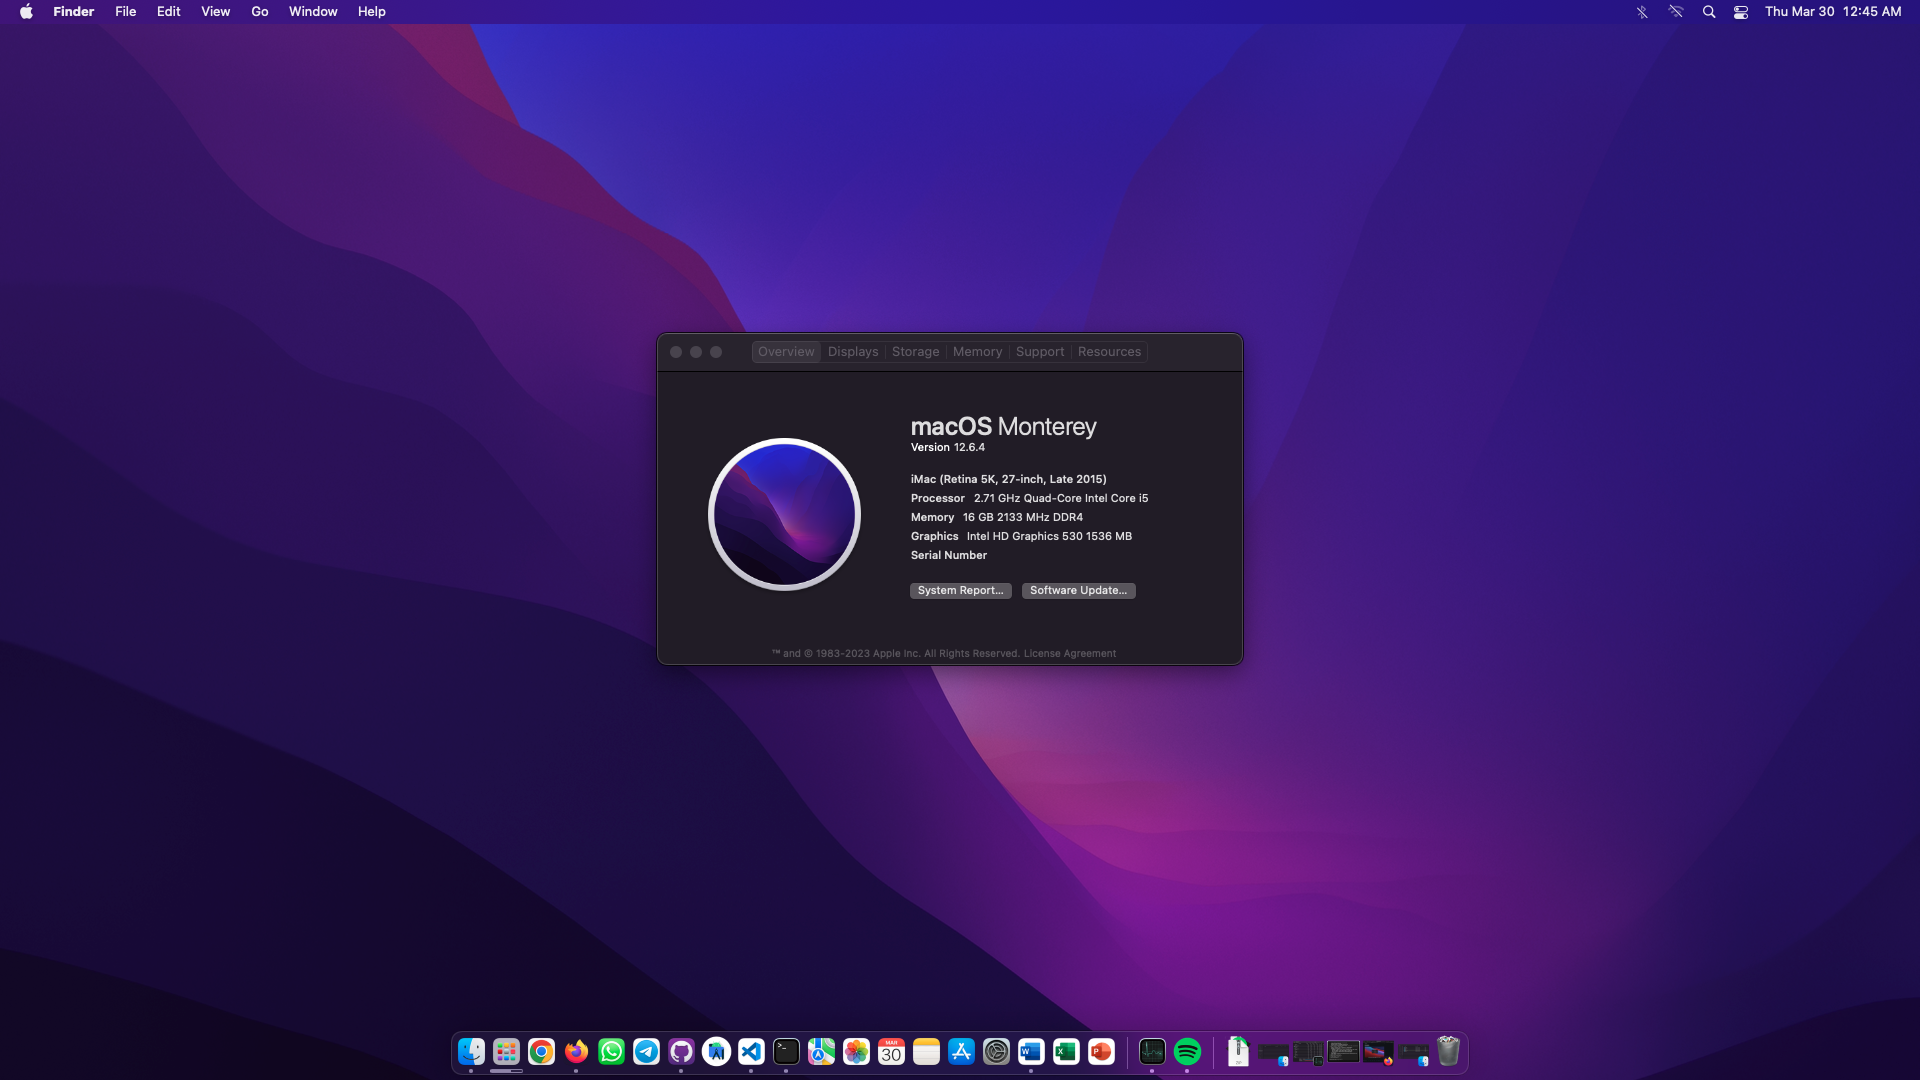 Finder File Edit View Go Window Help
Thu Mar 30 12:45 AM
Overview Displays Storage Memory Support Resources
macOS Monterey
Version 12.6.4
iMac (Retina 5K, 27-inch, Late 2015)
Processor 2.71 GHz Quad-Core Intel Core i5
Memory 16 GB 2133 MHz DDR4
Graphics Intel HD Graphics 530 1536 MB
Serial Number
System Report... Software Update...
™ and © 1983-2023 Apple Inc. All Rights Reserved. License Agreement
MAR
30